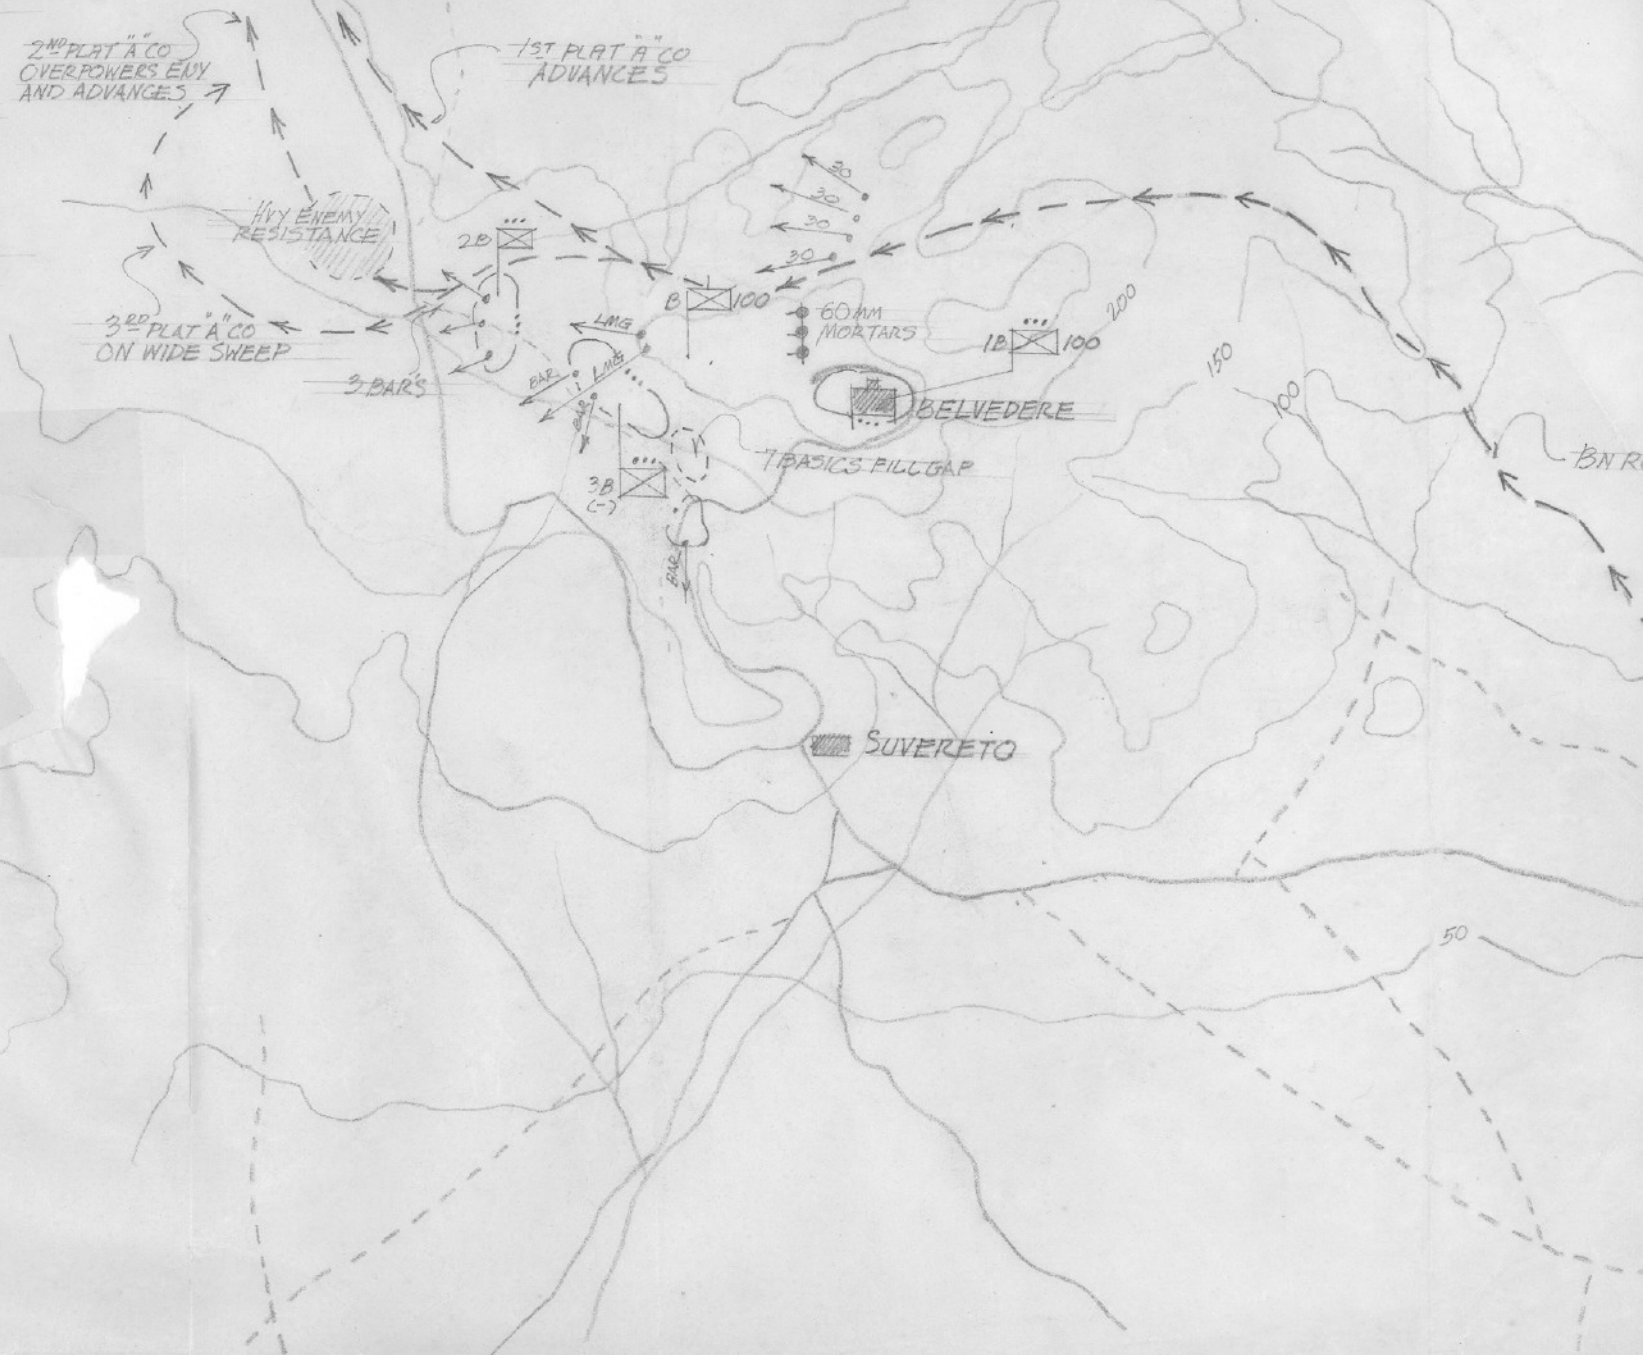 2ND PLAT "A" CO
OVERPOWERS ENY
AND ADVANCES
1ST PLAT "A" CO
ADVANCES
30
30
30
30
HVY ENEMY
RESISTANCE
2B
B 100
60MM
MORTARS
1B 100
200
150
100
3RD PLAT "A" CO
ON WIDE SWEEP
3 BAR'S
LMG
LMG
BAR
BAR
BELVEDERE
7 BASICS FILL GAP
BN R
3B
(-)
BAR
SUVERETO
50